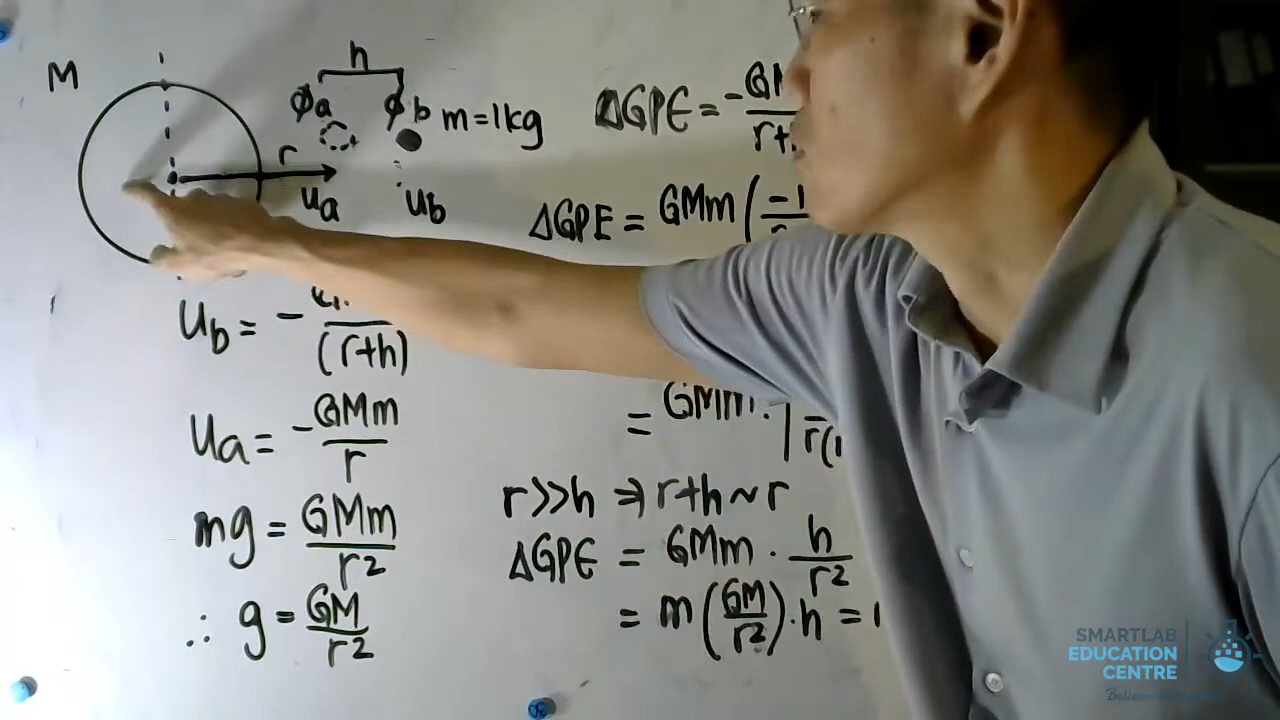 M
h
ϕa ϕb m=1kg
r
Ua Ub
Ub = -
(r+h)
Ua = -GMm/r
mg = GMm/r²
∴ g = GM/r²
ΔGPE = -
r+
ΔGPE = GMm(-1
= GMm.
r(
r>>h ⇒ r+h ~ r
ΔGPE = GMm · h/r²
= m(GM/r²)·h =
SMARTLAB
EDUCATION
CENTRE